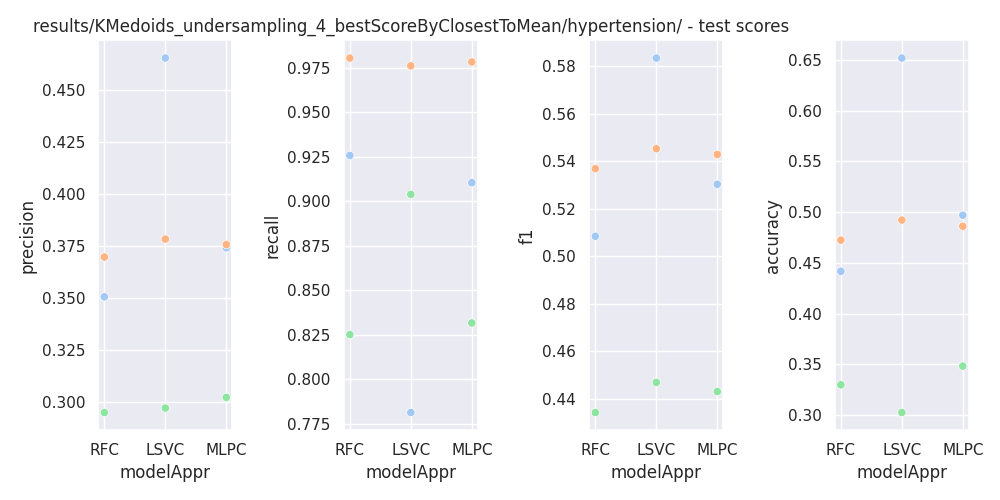 results/KMedoids_undersampling_4_bestScoreByClosestToMean/hypertension/ - test scores
precision
0.450
0.425
0.400
0.375
0.350
0.325
0.300
RFC LSVC MLPC
modelAppr
recall
0.975
0.950
0.925
0.900
0.875
0.850
0.825
0.800
0.775
RFC LSVC MLPC
modelAppr
f1
0.58
0.56
0.54
0.52
0.50
0.48
0.46
0.44
RFC LSVC MLPC
modelAppr
accuracy
0.65
0.60
0.55
0.50
0.45
0.40
0.35
0.30
RFC LSVC MLPC
modelAppr